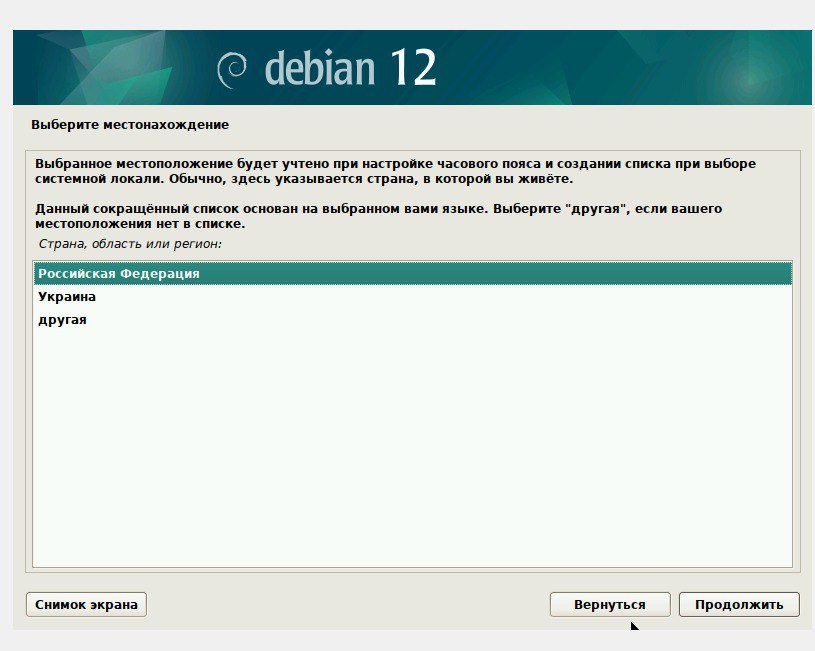 debian 12
Выберите местонахождение
Выбранное местоположение будет учтено при настройке часового пояса и создании списка при выборе
системной локали. Обычно, здесь указывается страна, в которой вы живёте.
Данный сокращённый список основан на выбранном вами языке. Выберите "другая", если вашего
местоположения нет в списке.
Страна, область или регион:
Российская Федерация
Украина
другая
Снимок экрана
Вернуться
Продолжить